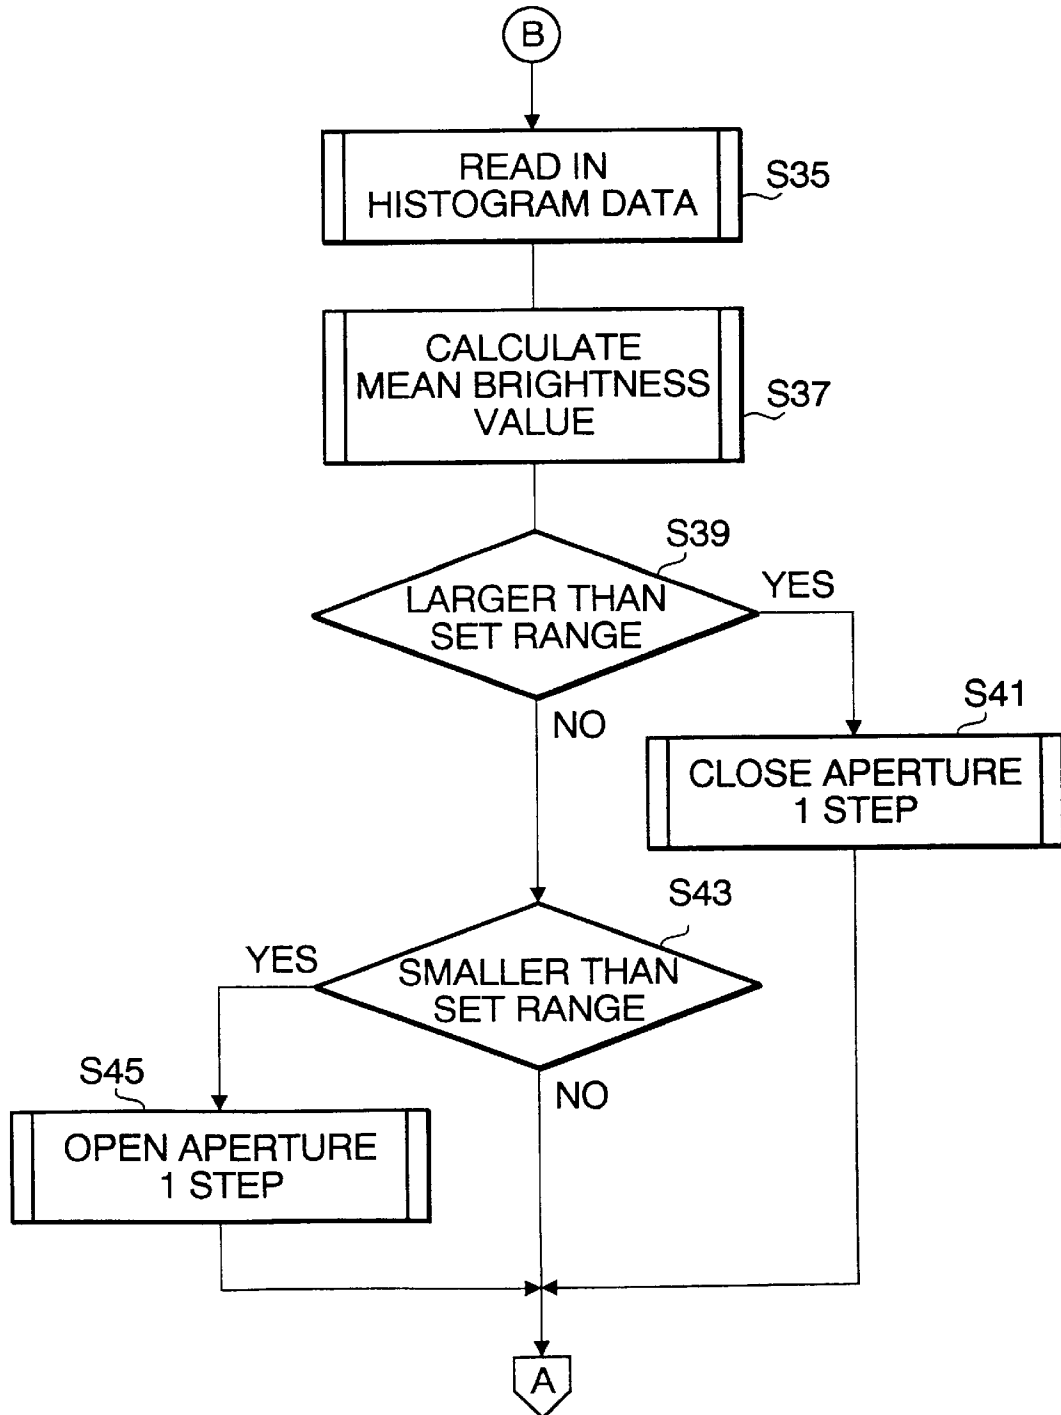 B
READ IN
HISTOGRAM DATA
S35
CALCULATE
MEAN BRIGHTNESS
VALUE
S37
S39
LARGER THAN
SET RANGE
YES
NO
S41
CLOSE APERTURE
1 STEP
S43
YES
SMALLER THAN
SET RANGE
NO
S45
OPEN APERTURE
1 STEP
A